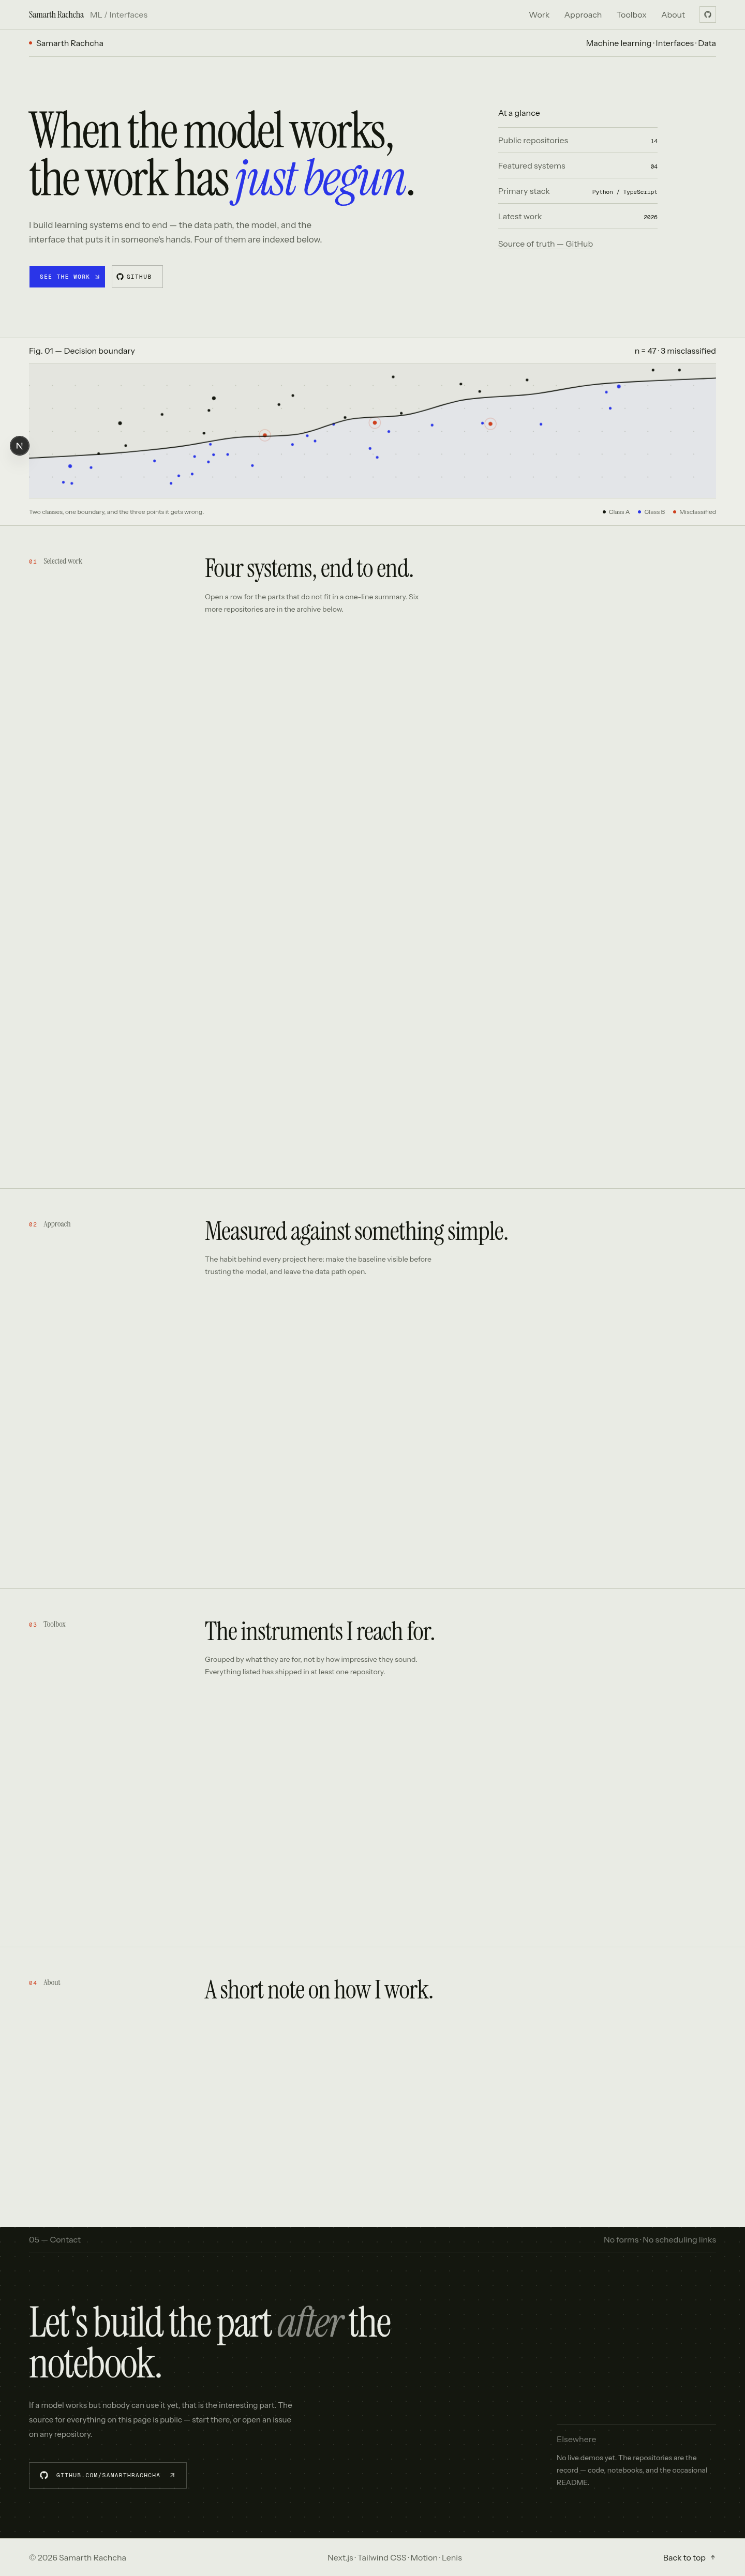 Samarth Rachcha ML / Interfaces Work Approach Toolbox About
Samarth Rachcha Machine learning · Interfaces · Data
When the model works,
the work has just begun.
I build learning systems end to end — the data path, the model, and the
interface that puts it in someone's hands. Four of them are indexed below.
SEE THE WORK ↘ GITHUB
At a glance
Public repositories 14
Featured systems 04
Primary stack Python / TypeScript
Latest work 2026
Source of truth — GitHub
Fig. 01 — Decision boundary n = 47 · 3 misclassified
N
Two classes, one boundary, and the three points it gets wrong. Class A Class B Misclassified
01 Selected work
Four systems, end to end.
Open a row for the parts that do not fit in a one-line summary. Six
more repositories are in the archive below.
02 Approach
Measured against something simple.
The habit behind every project here: make the baseline visible before
trusting the model, and leave the data path open.
03 Toolbox
The instruments I reach for.
Grouped by what they are for, not by how impressive they sound.
Everything listed has shipped in at least one repository.
04 About
A short note on how I work.
05 — Contact No forms · No scheduling links
Let's build the part after the
notebook.
If a model works but nobody can use it yet, that is the interesting part. The
source for everything on this page is public — start there, or open an issue
on any repository.
GITHUB.COM/SAMARTHRACHCHA ↗
Elsewhere
No live demos yet. The repositories are the
record — code, notebooks, and the occasional
README.
© 2026 Samarth Rachcha Next.js · Tailwind CSS · Motion · Lenis Back to top ↑